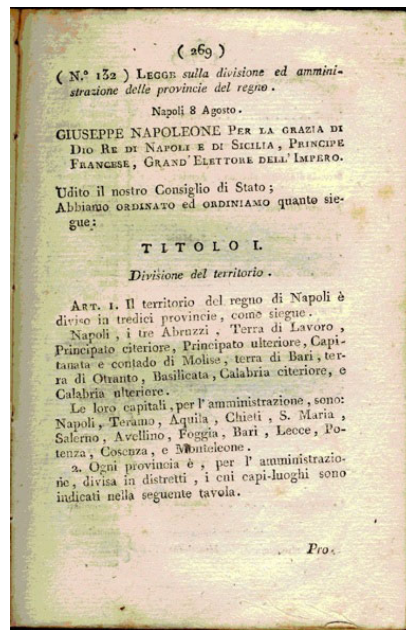 ( 269 )
( N.° 132 ) LEGGE sulla divisione ed ammini-
strazione delle provincie del regno .
Napoli 8 Agosto .
GIUSEPPE NAPOLEONE PER LA GRAZIA DI
DIO RE DI NAPOLI E DI SICILIA , PRINCIPE
FRANCESE , GRAND'ELETTORE DELL'IMPERO.
Udito il nostro Consiglio di Stato ;
Abbiamo ORDINATO ed ORDINIAMO quanto sie-
gue :
TITOLO I.
Divisione del territorio .
ART. 1. Il territorio del regno di Napoli è
diviso in tredici provincie , come siegue .
Napoli , i tre Abruzzi , Terra di Lavoro ,
Principato citeriore, Principato ulteriore, Capi-
tanata e contado di Molise, terra di Bari , ter-
ra di Otranto , Basilicata, Calabria citeriore, e
Calabria ulteriore .
Le loro capitali , per l' amministrazione , sono:
Napoli , Teramo , Aquila , Chieti , S. Maria ,
Salerno , Avellino , Foggia , Bari , Lecce , Po-
tenza , Cosenza , e Monteleone .
2. Ogni provincia è , per l' amministrazio-
ne , divisa in distretti , i cui capi-luoghi sono
indicati nella seguente tavola.
Pro-